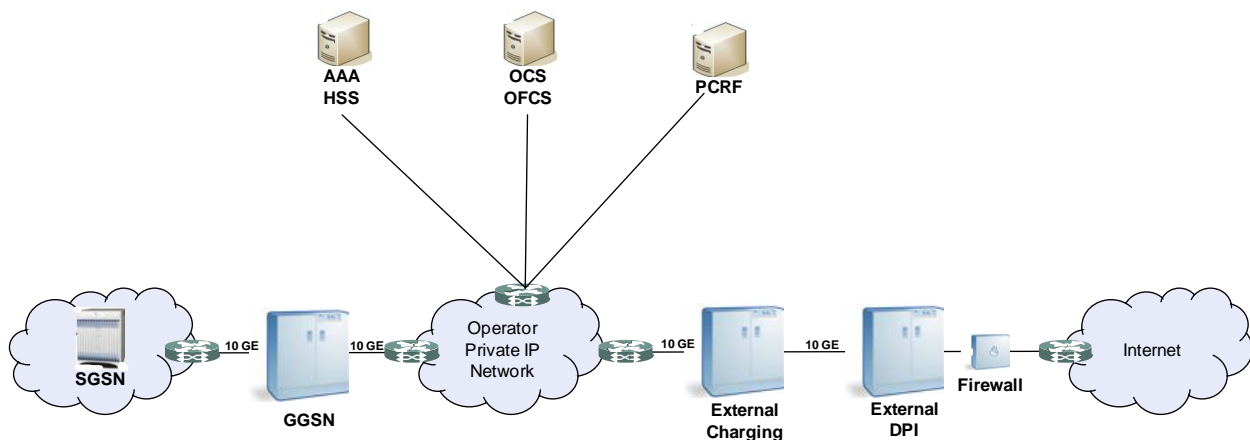 AAA
HSS
OCS
OFCS
PCRF
SGSN
10 GE
GGSN
10 GE
Operator
Private IP
Network
10 GE
External
Charging
10 GE
External
DPI
Firewall
Internet